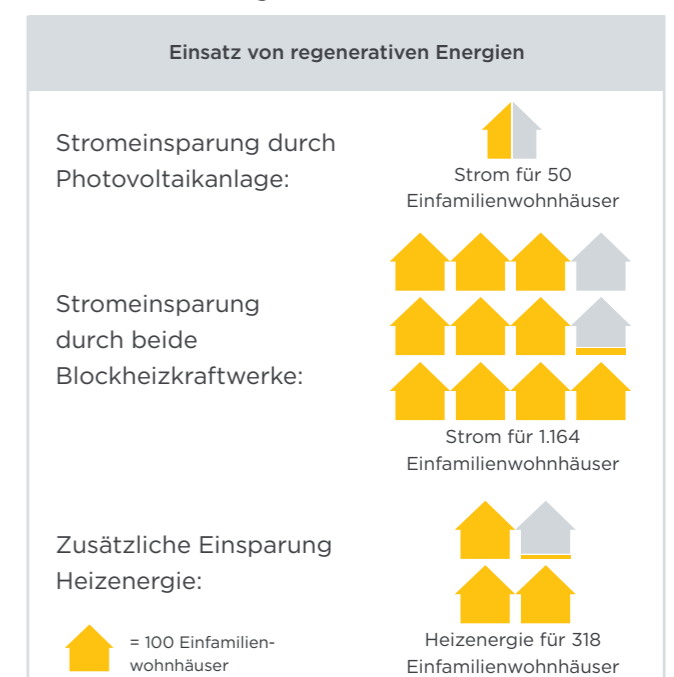 Einsatz von regenerativen Energien
Stromeinsparung durch
Photovoltaikanlage:
Strom für 50
Einfamilienwohnhäuser
Stromeinsparung
durch beide
Blockheizkraftwerke:
Strom für 1.164
Einfamilienwohnhäuser
Zusätzliche Einsparung
Heizenergie:
= 100 Einfamilien-
wohnhäuser
Heizenergie für 318
Einfamilienwohnhäuser